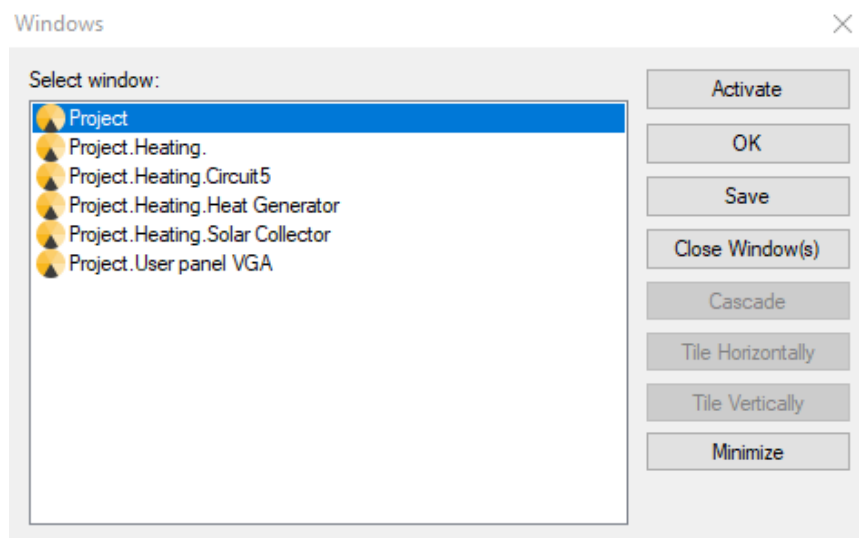 Windows
Select window:
Project
Project.Heating.
Project.Heating.Circuit5
Project.Heating.Heat Generator
Project.Heating.Solar Collector
Project.User panel VGA
Activate
OK
Save
Close Window(s)
Cascade
Tile Horizontally
Tile Vertically
Minimize